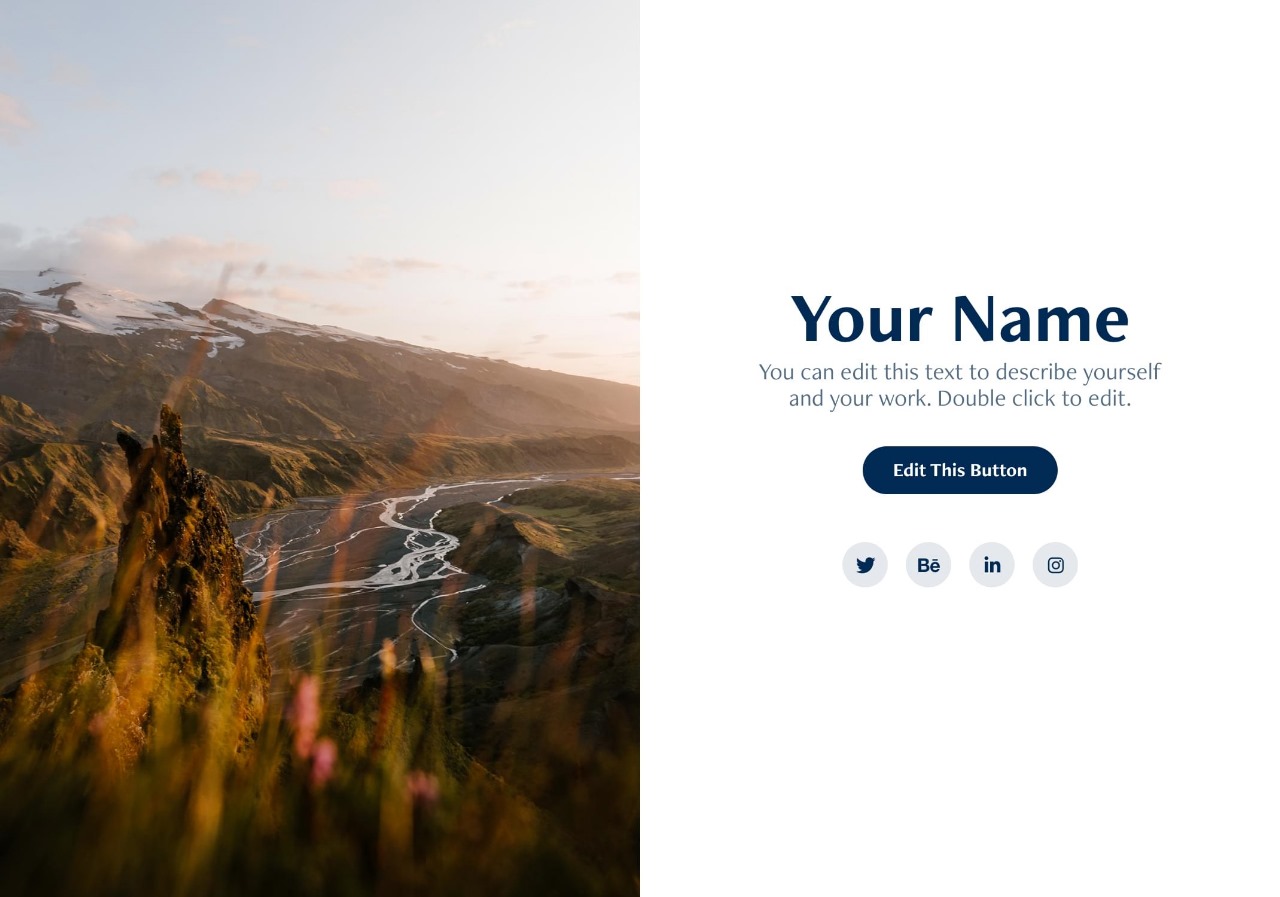 Your Name
You can edit this text to describe yourself
and your work. Double click to edit.
Edit This Button
Bē
in